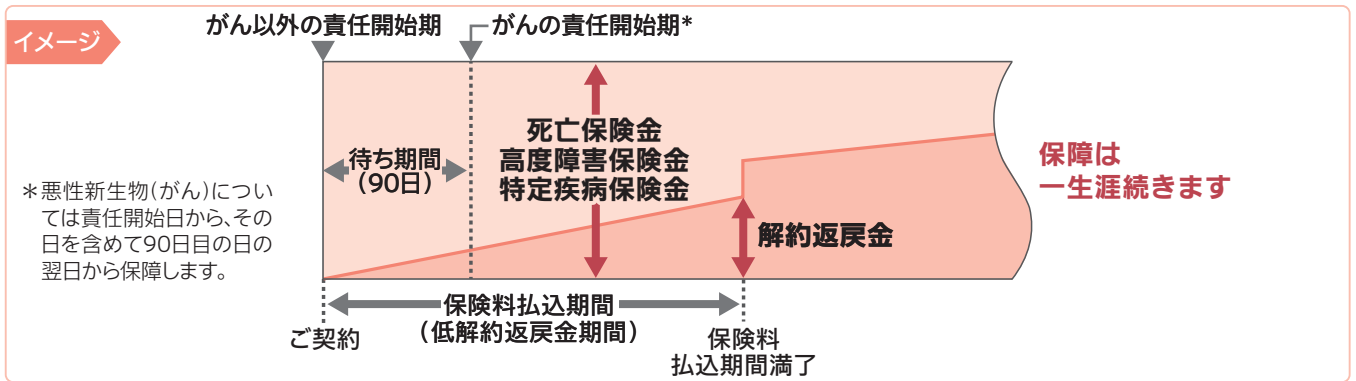 イメージ
がん以外の責任開始期
がんの責任開始期*
待ち期間
(90日)
死亡保険金
高度障害保険金
特定疾病保険金
解約返戻金
保障は
一生涯続きます
*悪性新生物(がん)につい
ては責任開始日から、その
日を含めて90日目の日の
翌日から保障します。
保険料払込期間
(低解約返戻金期間)
ご契約
保険料
払込期間満了